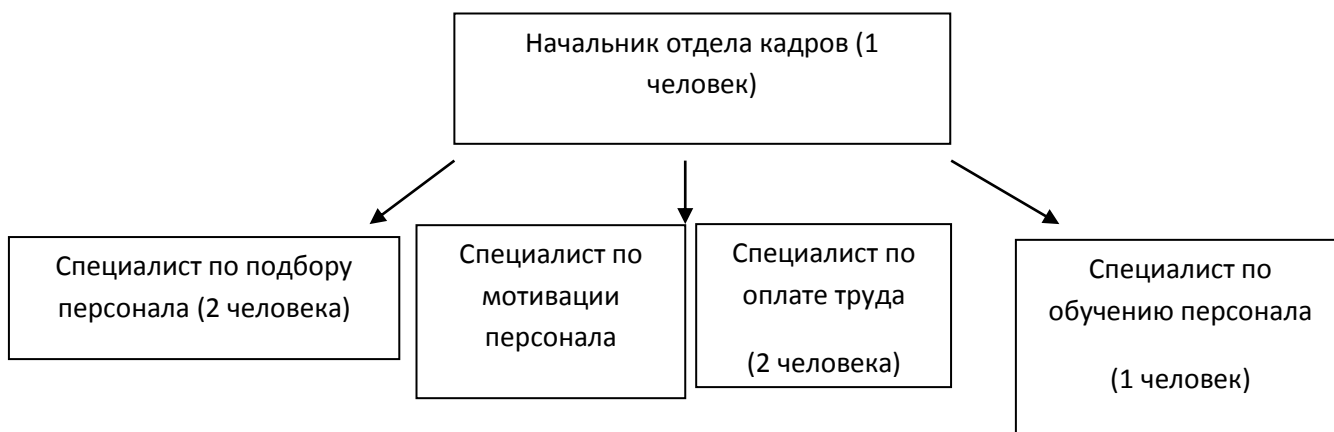 Начальник отдела кадров (1
человек)
Специалист по подбору
персонала (2 человека)
Специалист по
мотивации
персонала
Специалист по
оплате труда
(2 человека)
Специалист по
обучению персонала
(1 человек)